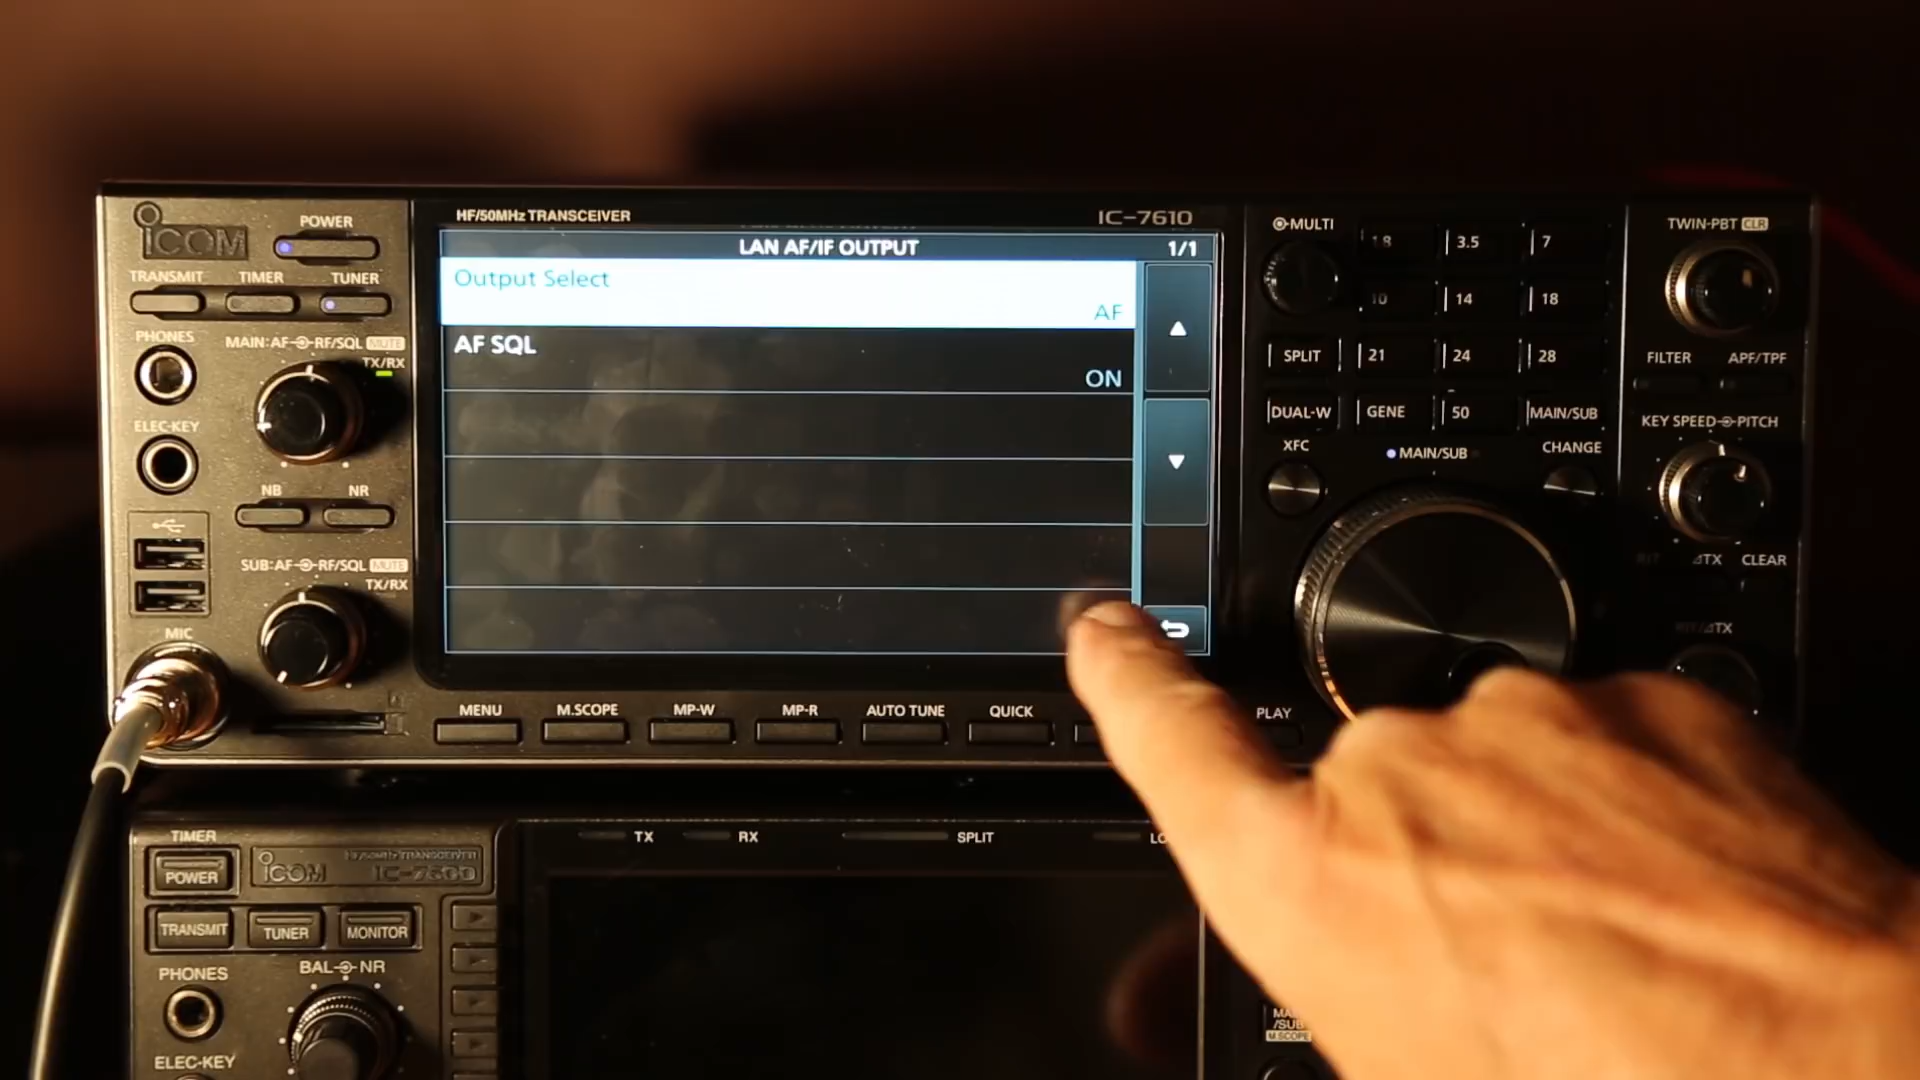 HF/50MHz TRANSCEIVER
IC-7610
ICOM
POWER
TRANSMIT TIMER TUNER
PHONES
MAIN:AF RF/SQL MUTE
TX/RX
ELEC-KEY
NB NR
SUB:AF RF/SQL MUTE
TX/RX
MIC
LAN AF/IF OUTPUT 1/1
Output Select
AF
AF SQL
ON
MENU M.SCOPE MP-W MP-R AUTO TUNE QUICK
PLAY
MULTI
1.8 3.5 7
10 14 18
SPLIT 21 24 28
DUAL-W GENE 50 MAIN/SUB
XFC MAIN/SUB CHANGE
TWIN-PBT CLR
FILTER APF/TPF
KEY SPEED PITCH
ΔTX CLEAR
TIMER
POWER
ICOM
HF/50MHz TRANSCEIVER
IC-7600
TX RX SPLIT
TRANSMIT TUNER MONITOR
PHONES
BAL NR
ELEC-KEY
/SUB
M.SCOPE